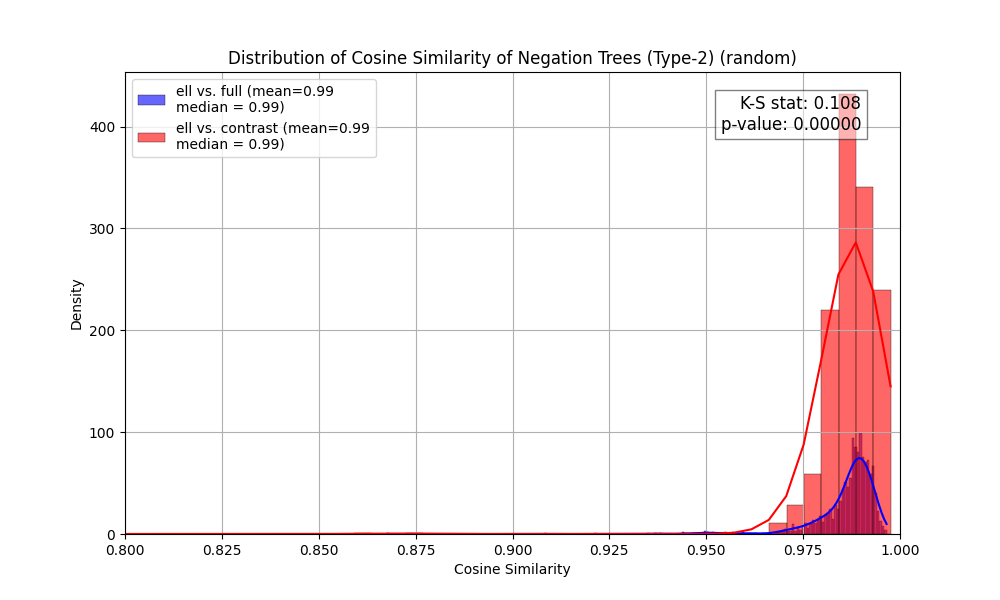 Distribution of Cosine Similarity of Negation Trees (Type-2) (random)
ell vs. full (mean=0.99
median = 0.99)
ell vs. contrast (mean=0.99
median = 0.99)
K-S stat: 0.108
p-value: 0.00000
Density
400
300
200
100
0
0.800 0.825 0.850 0.875 0.900 0.925 0.950 0.975 1.000
Cosine Similarity